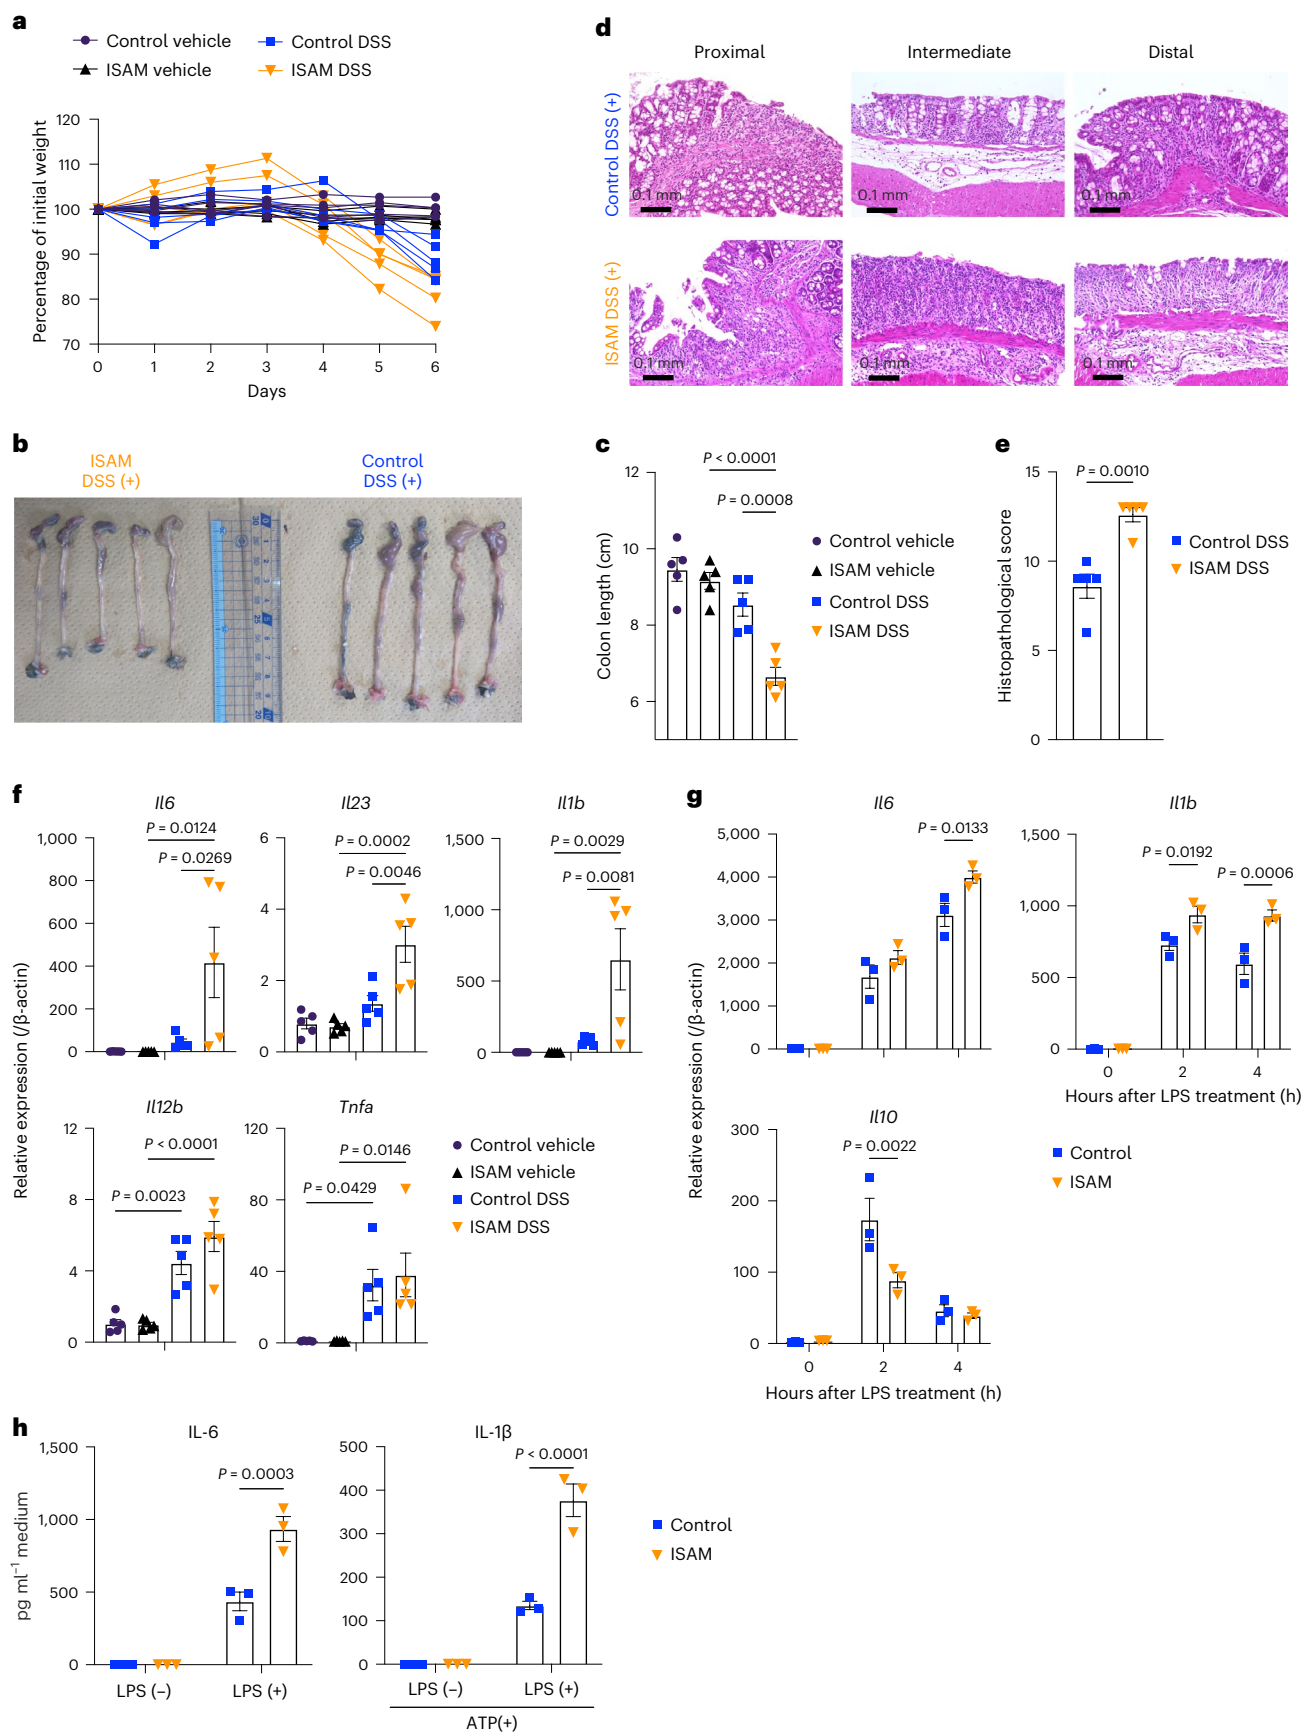 a
Control vehicle
Control DSS
ISAM vehicle
ISAM DSS
Percentage of initial weight
120
110
100
90
80
70
0 1 2 3 4 5 6
Days
d
Proximal Intermediate Distal
Control DSS (+)
0.1 mm 0.1 mm 0.1 mm
ISAM DSS (+)
0.1 mm 0.1 mm 0.1 mm
b
ISAM
DSS (+)
Control
DSS (+)
c
P < 0.0001
P = 0.0008
Colon length (cm)
12
10
8
6
Control vehicle
ISAM vehicle
Control DSS
ISAM DSS
e
P = 0.0010
Histopathological score
15
10
5
0
Control DSS
ISAM DSS
f
Relative expression (/β-actin)
Il6
P = 0.0124
P = 0.0269
1,000
800
600
400
200
0
Il23
P = 0.0002
P = 0.0046
6
4
2
0
Il1b
P = 0.0029
P = 0.0081
1,500
1,000
500
0
Il12b
P < 0.0001
P = 0.0023
12
8
4
0
Tnfa
P = 0.0146
P = 0.0429
120
80
40
0
Control vehicle
ISAM vehicle
Control DSS
ISAM DSS
g
Relative expression (/β-actin)
Il6
P = 0.0133
5,000
4,000
3,000
2,000
1,000
0
Il1b
P = 0.0192
P = 0.0006
1,500
1,000
500
0
0 2 4
Hours after LPS treatment (h)
Il10
P = 0.0022
300
200
100
0
0 2 4
Hours after LPS treatment (h)
Control
ISAM
h
pg ml⁻¹ medium
IL-6
P = 0.0003
1,500
1,000
500
0
LPS (–) LPS (+)
IL-1β
P < 0.0001
500
400
300
200
100
0
LPS (–) LPS (+)
ATP(+)
Control
ISAM